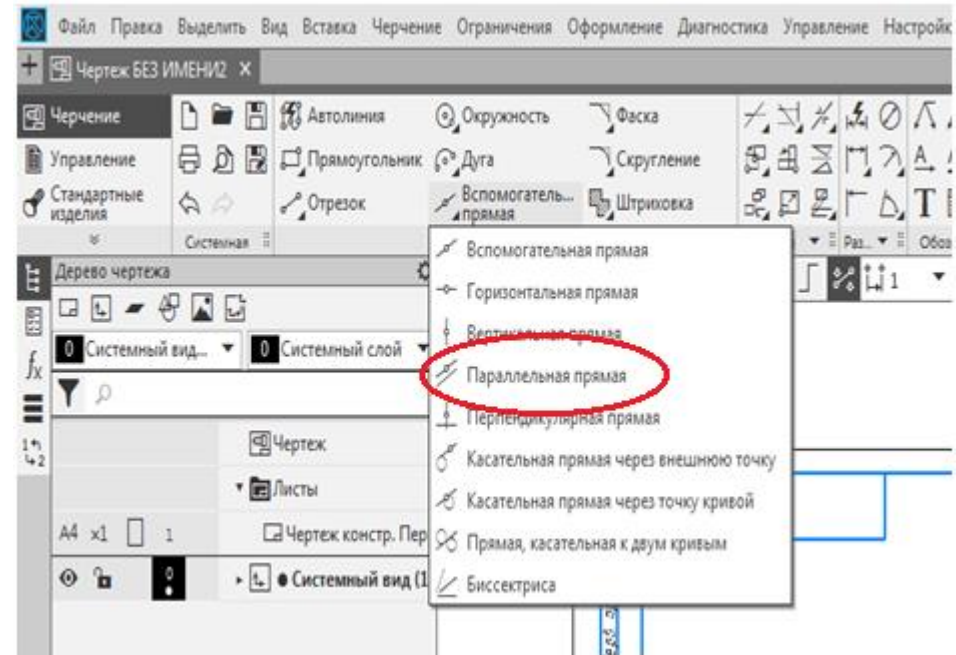 Файл Правка Выделить Вид Вставка Черчение Ограничения Оформление Диагностика Управление
Чертеж БЕЗ ИМЕНИ2
Черчение Автолиния Окружность Фаска
Управление Прямоугольник Дуга Скругление
Стандартные изделия Отрезок Вспомогатель... прямая Штриховка
Системная Раз...
Дерево чертежа
1
0 Системный вид... 0 Системный слой
Чертеж
Листы
A4 x1 1 Чертеж констр. Пер
0 Системный вид (1
Вспомогательная прямая
Горизонтальная прямая
Вертикальная прямая
Параллельная прямая
Перпендикулярная прямая
Касательная прямая через внешнюю точку
Касательная прямая через точку кривой
Прямая, касательная к двум кривым
Биссектриса